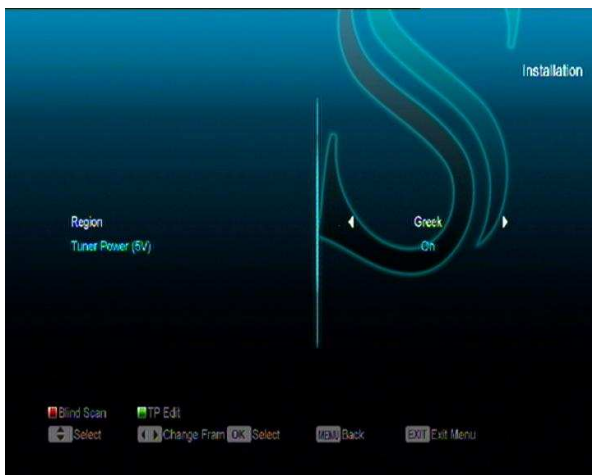 Installation
Region Greek
Tuner Power (5V) On
Blind Scan TP Edit
Select Change Fram OK Select MENU Back EXIT Exit Menu